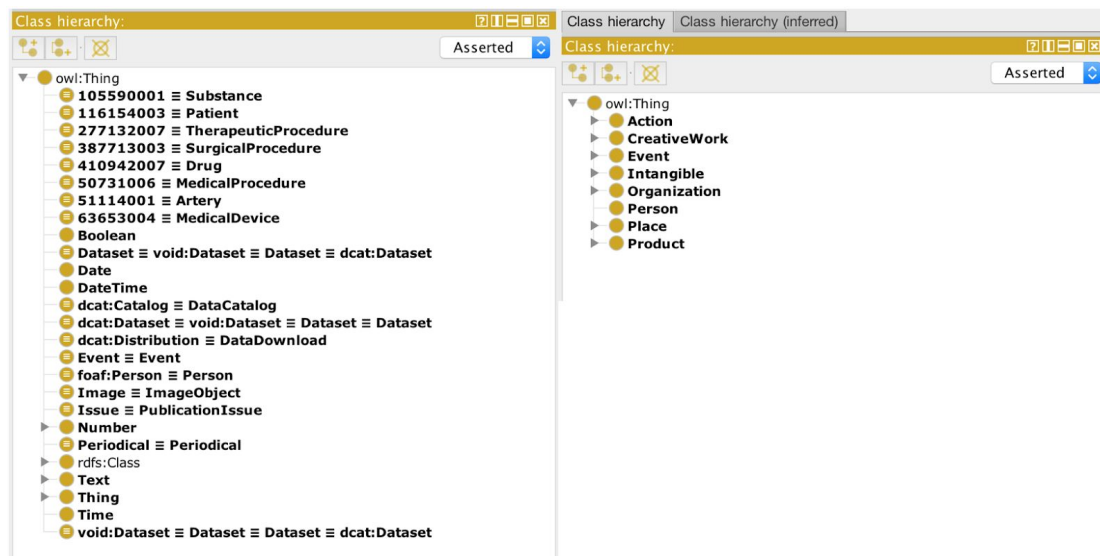 Class hierarchy:
Asserted
owl:Thing
105590001 ≡ Substance
116154003 ≡ Patient
277132007 ≡ TherapeuticProcedure
387713003 ≡ SurgicalProcedure
410942007 ≡ Drug
50731006 ≡ MedicalProcedure
51114001 ≡ Artery
63653004 ≡ MedicalDevice
Boolean
Dataset ≡ void:Dataset ≡ Dataset ≡ dcat:Dataset
Date
DateTime
dcat:Catalog ≡ DataCatalog
dcat:Dataset ≡ void:Dataset ≡ Dataset ≡ Dataset
dcat:Distribution ≡ DataDownload
Event ≡ Event
foaf:Person ≡ Person
Image ≡ ImageObject
Issue ≡ PublicationIssue
Number
Periodical ≡ Periodical
rdfs:Class
Text
Thing
Time
void:Dataset ≡ Dataset ≡ Dataset ≡ dcat:Dataset
Class hierarchy Class hierarchy (inferred)
Class hierarchy:
Asserted
owl:Thing
Action
CreativeWork
Event
Intangible
Organization
Person
Place
Product